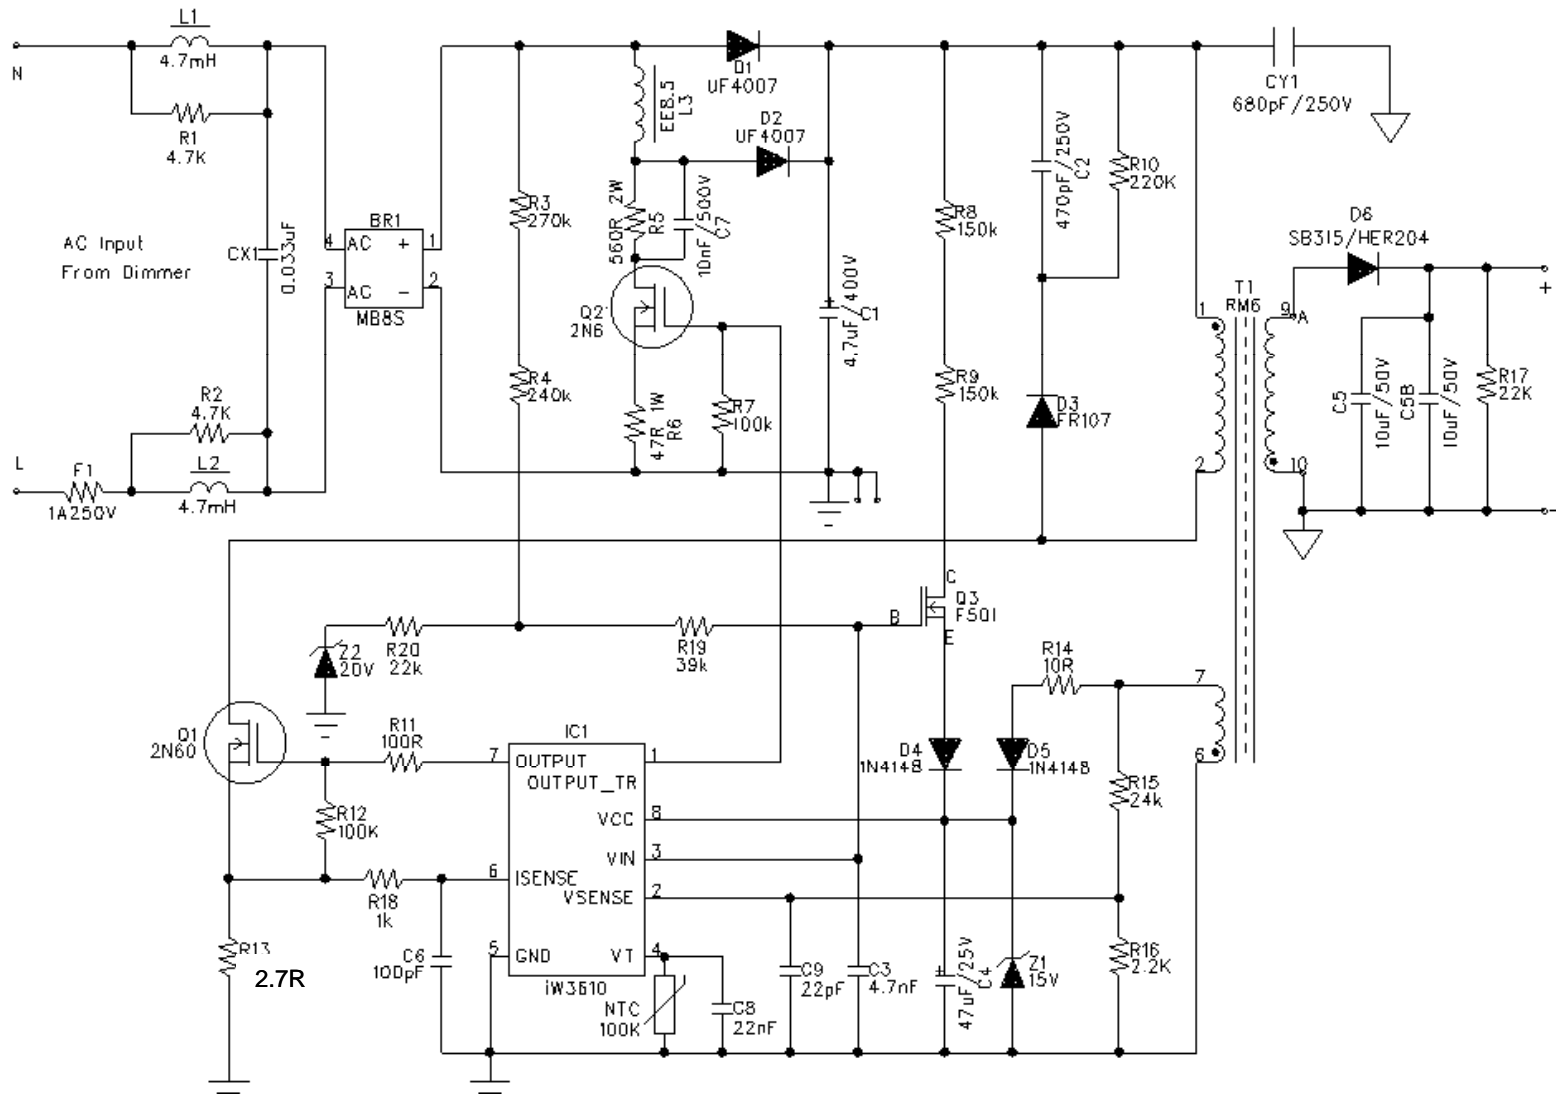 L1
4.7mH
N
R1
4.7K
AC Input
From Dimmer
CX1
0.033uF
BR1
4 AC + 1
3 AC - 2
MB8S
R2
4.7K
L
F1
1A250V
L2
4.7mH
R3
270k
R4
240k
EE8.5
L3
D1
UF4007
D2
UF4007
560R 2W
R5
10nF/500V
C7
Q2
2N6
47R 1W
R6
R7
100k
4.7uF/400V
C1
R8
150k
R9
150k
470pF/250V
C2
R10
220K
D3
FR107
CY1
680pF/250V
T1
RM6
1
2
9 A
10
7
6
D6
SB315/HER204
C5
10uF/50V
C5B
10uF/50V
R17
22K
+
-
Z2
20V
R20
22k
R19
39k
B
C
E
Q3
F501
Q1
2N60
R11
100R
R12
100K
R18
1k
R13
2.7R
C6
100pF
IC1
7 OUTPUT
OUTPUT_TR 1
VCC 8
VIN 3
6 ISENSE
VSENSE 2
5 GND
VT 4
iW3610
NTC
100K
C8
22nF
C9
22pF
C3
4.7nF
47uF/25V
C4
D4
1N4148
D5
1N4148
Z1
15V
R14
10R
R15
24k
R16
2.2K